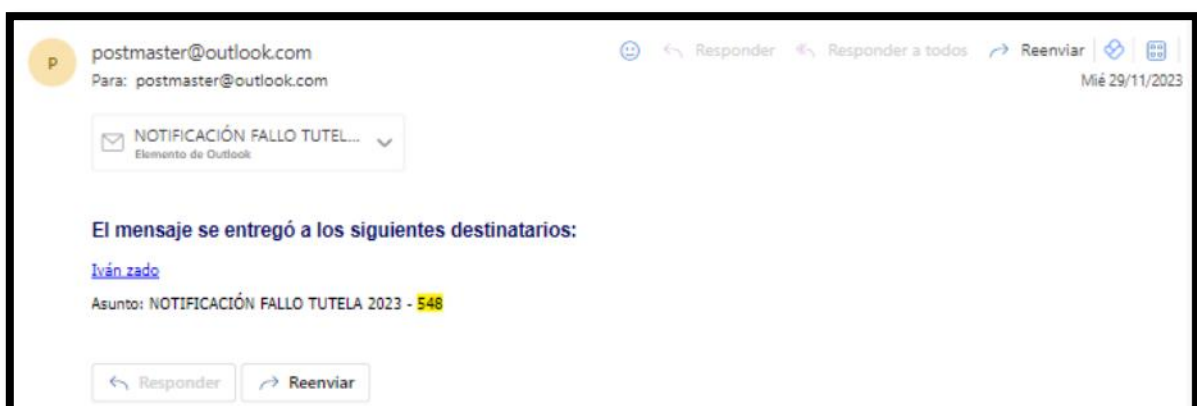 P
postmaster@outlook.com
Responder Responder a todos Reenviar
Para: postmaster@outlook.com
Mié 29/11/2023
NOTIFICACIÓN FALLO TUTEL...
Elemento de Outlook
El mensaje se entregó a los siguientes destinatarios:
Iván zado
Asunto: NOTIFICACIÓN FALLO TUTELA 2023 - 548
Responder Reenviar